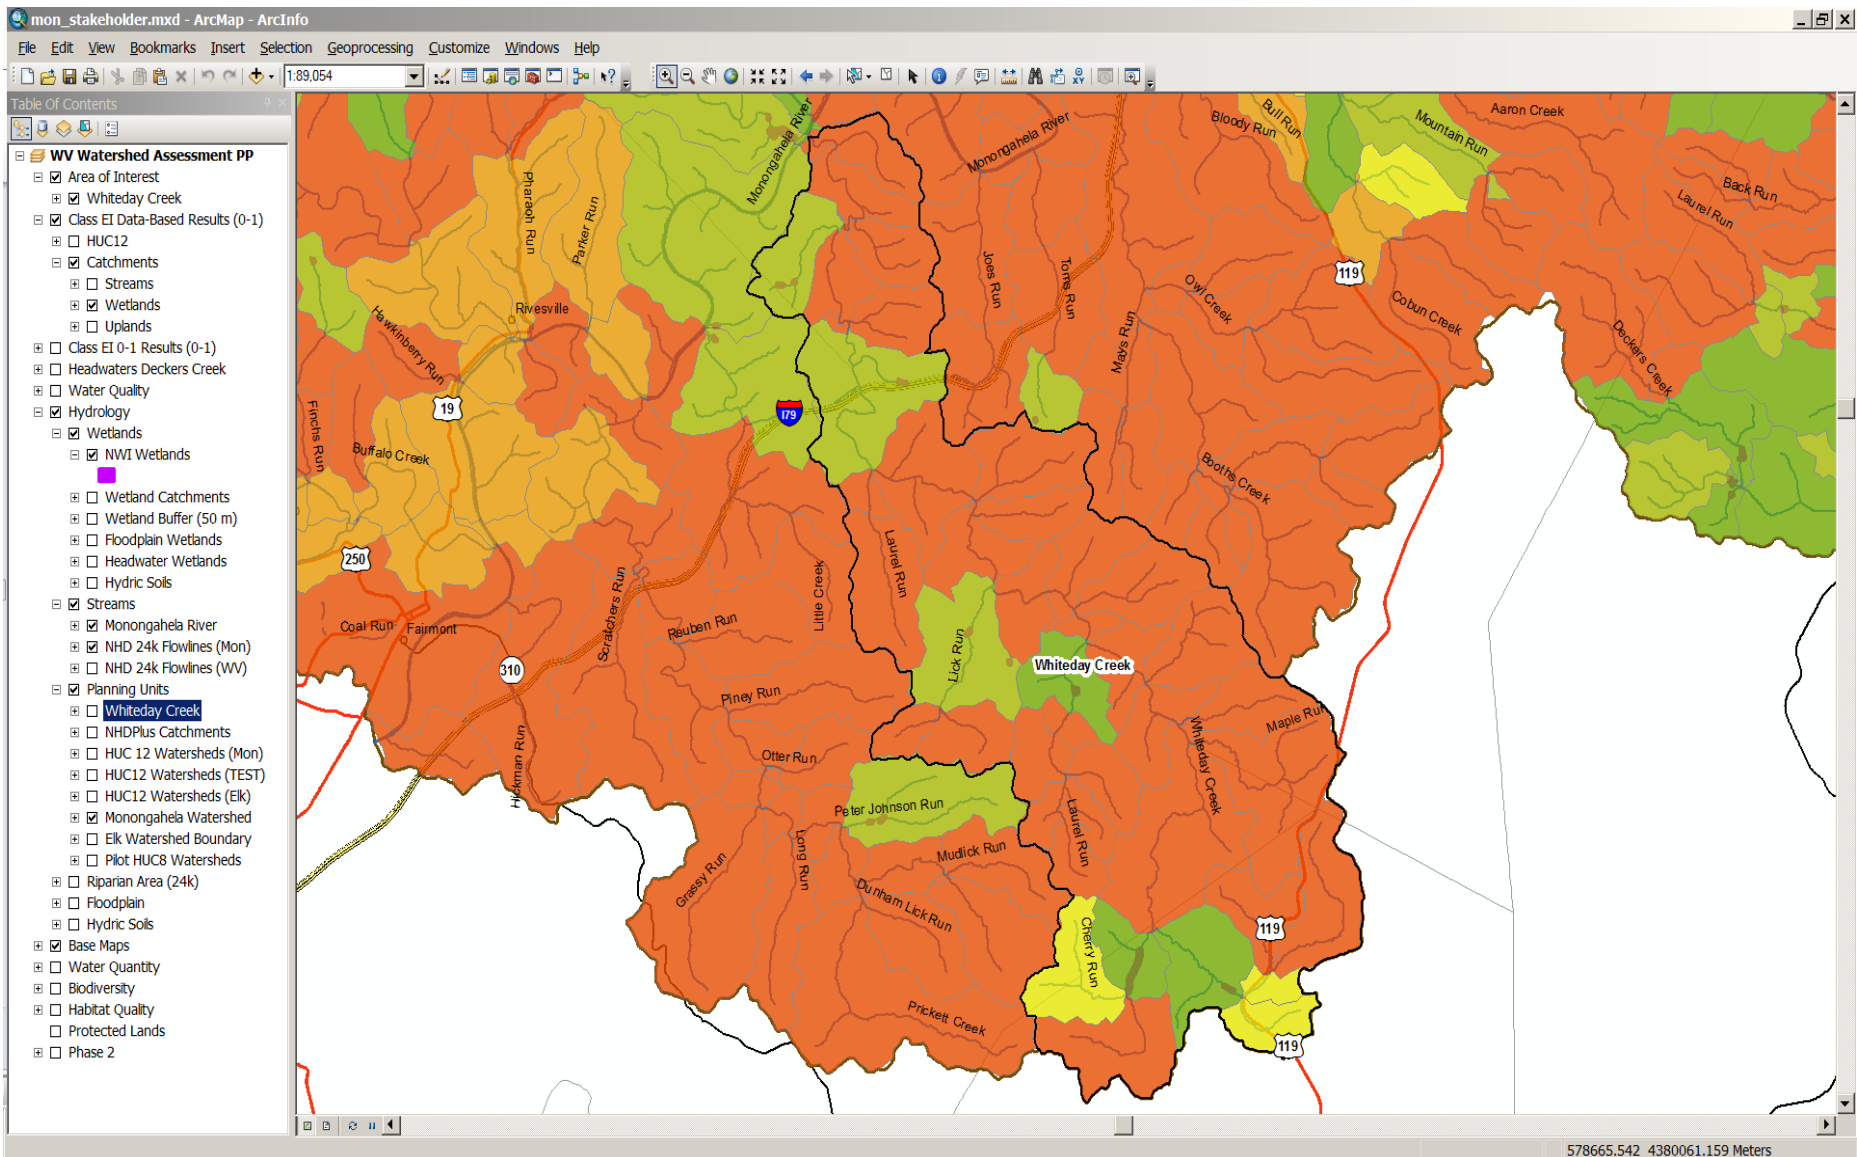 mon_stakeholder.mxd - ArcMap - ArcInfo
File Edit View Bookmarks Insert Selection Geoprocessing Customize Windows Help
1:89,054
Table Of Contents
WV Watershed Assessment PP
Area of Interest
Whiteday Creek
Class EI Data-Based Results (0-1)
HUC12
Catchments
Streams
Wetlands
Uplands
Class EI 0-1 Results (0-1)
Headwaters Deckers Creek
Water Quality
Hydrology
Wetlands
NWI Wetlands
Wetland Catchments
Wetland Buffer (50 m)
Floodplain Wetlands
Headwater Wetlands
Hydric Soils
Streams
Monongahela River
NHD 24k Flowlines (Mon)
NHD 24k Flowlines (WV)
Planning Units
Whiteday Creek
NHDPlus Catchments
HUC 12 Watersheds (Mon)
HUC12 Watersheds (TEST)
HUC12 Watersheds (Elk)
Monongahela Watershed
Elk Watershed Boundary
Pilot HUC8 Watersheds
Riparian Area (24k)
Floodplain
Hydric Soils
Base Maps
Water Quantity
Biodiversity
Habitat Quality
Protected Lands
Phase 2
Monongahela River
Monongahela River
Bloody Run
Bull Run
Mountain Run
Aaron Creek
Back Run
Laurel Run
Pharaoh Run
Parker Run
Joes Run
Toms Run
Owl Creek
119
Cobun Creek
Deckers Creek
Rivesville
Hawkinberry Run
Mays Run
19
I79
Finchs Run
Buffalo Creek
Booths Creek
250
Laurel Run
Little Creek
Scratchers Run
Coal Run
Fairmont
Reuben Run
Lick Run
Whiteday Creek
310
Piney Run
Maple Run
Whiteday Creek
Hickman Run
Otter Run
Peter Johnson Run
Laurel Run
Long Run
Mudlick Run
Grassy Run
Dunham Lick Run
Cherry Run
119
Prickett Creek
119
578665.542 4380061.159 Meters